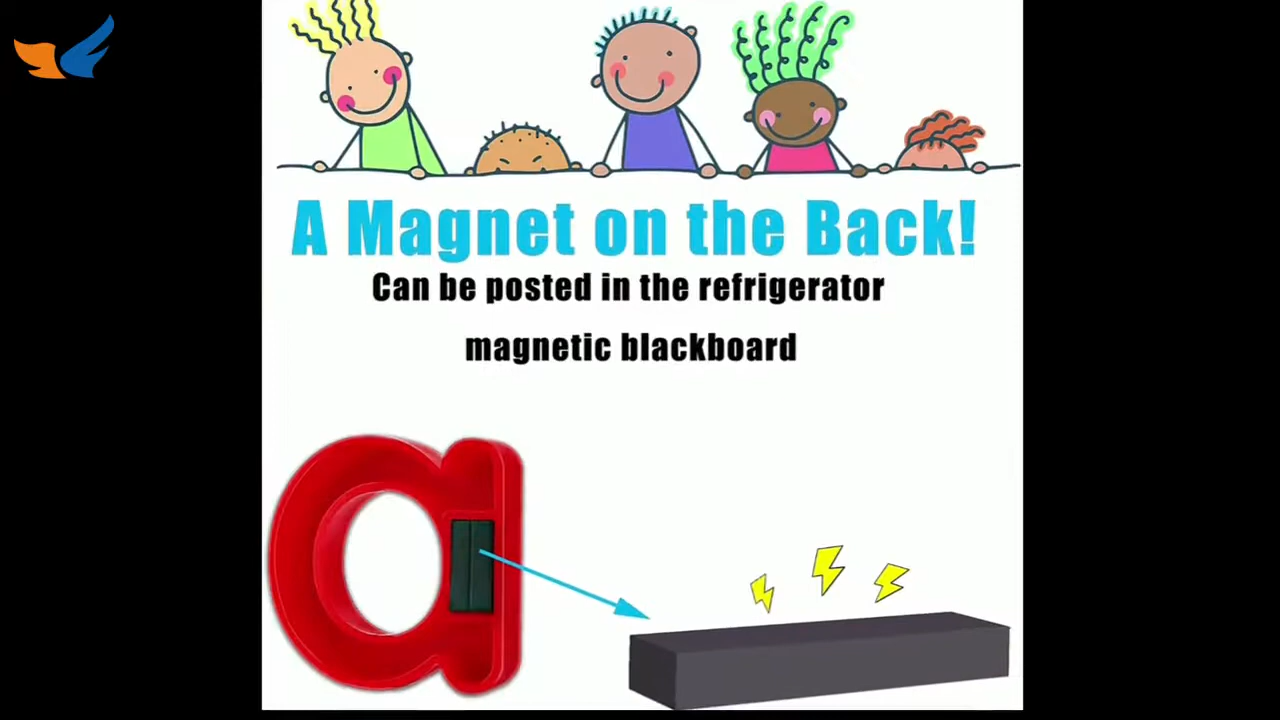 A Magnet on the Back!
Can be posted in the refrigerator
magnetic blackboard